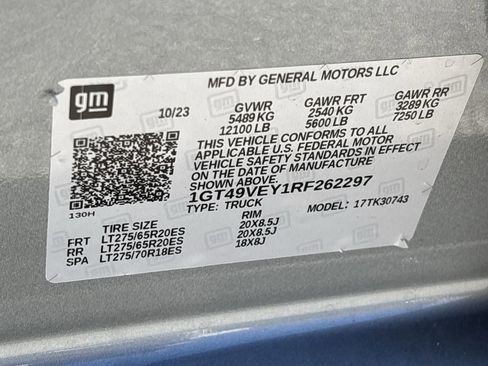 MFD BY GENERAL MOTORS LLC
gm
10/23
GVWR GAWR FRT GAWR RR
5489 KG 2540 KG 3289 KG
12100 LB 5600 LB 7250 LB
THIS VEHICLE CONFORMS TO ALL
APPLICABLE U.S. FEDERAL MOTOR
VEHICLE SAFETY STANDARDS IN EFFECT
ON THE DATE OF MANUFACTURE
SHOWN ABOVE.
1GT49VEY1RF262297
TYPE: TRUCK MODEL: 17TK30743
130H
TIRE SIZE RIM
FRT LT275/65R20ES 20X8.5J
RR LT275/65R20ES 20X8.5J
SPA LT275/70R18ES 18X8J